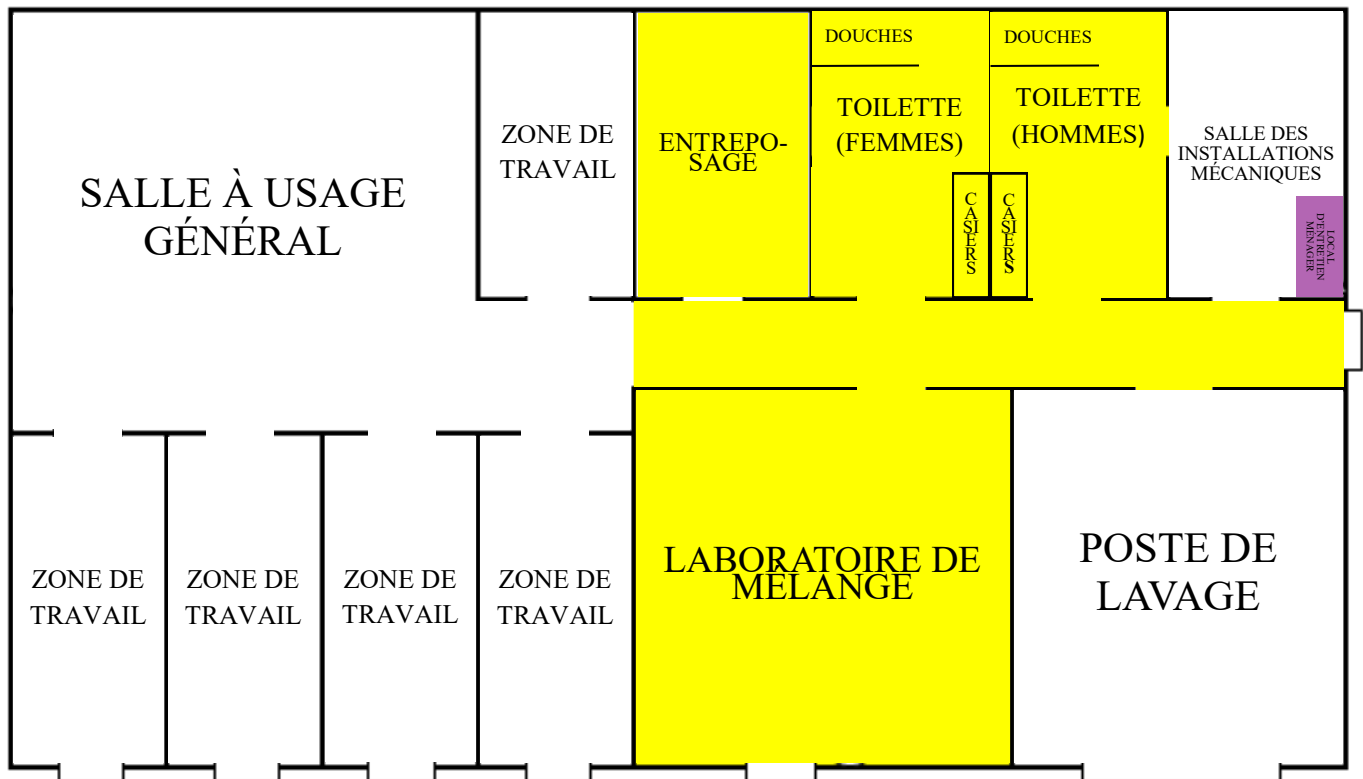 SALLE À USAGE
GÉNÉRAL
ZONE DE
TRAVAIL
ENTREPO-
SAGE
DOUCHES
TOILETTE
(FEMMES)
CASIERS
DOUCHES
TOILETTE
(HOMMES)
CASIERS
SALLE DES
INSTALLATIONS
MÉCANIQUES
LOCAL
D'ENTRETIEN
MÉNAGER
ZONE DE
TRAVAIL
ZONE DE
TRAVAIL
ZONE DE
TRAVAIL
ZONE DE
TRAVAIL
LABORATOIRE DE
MÉLANGE
POSTE DE
LAVAGE